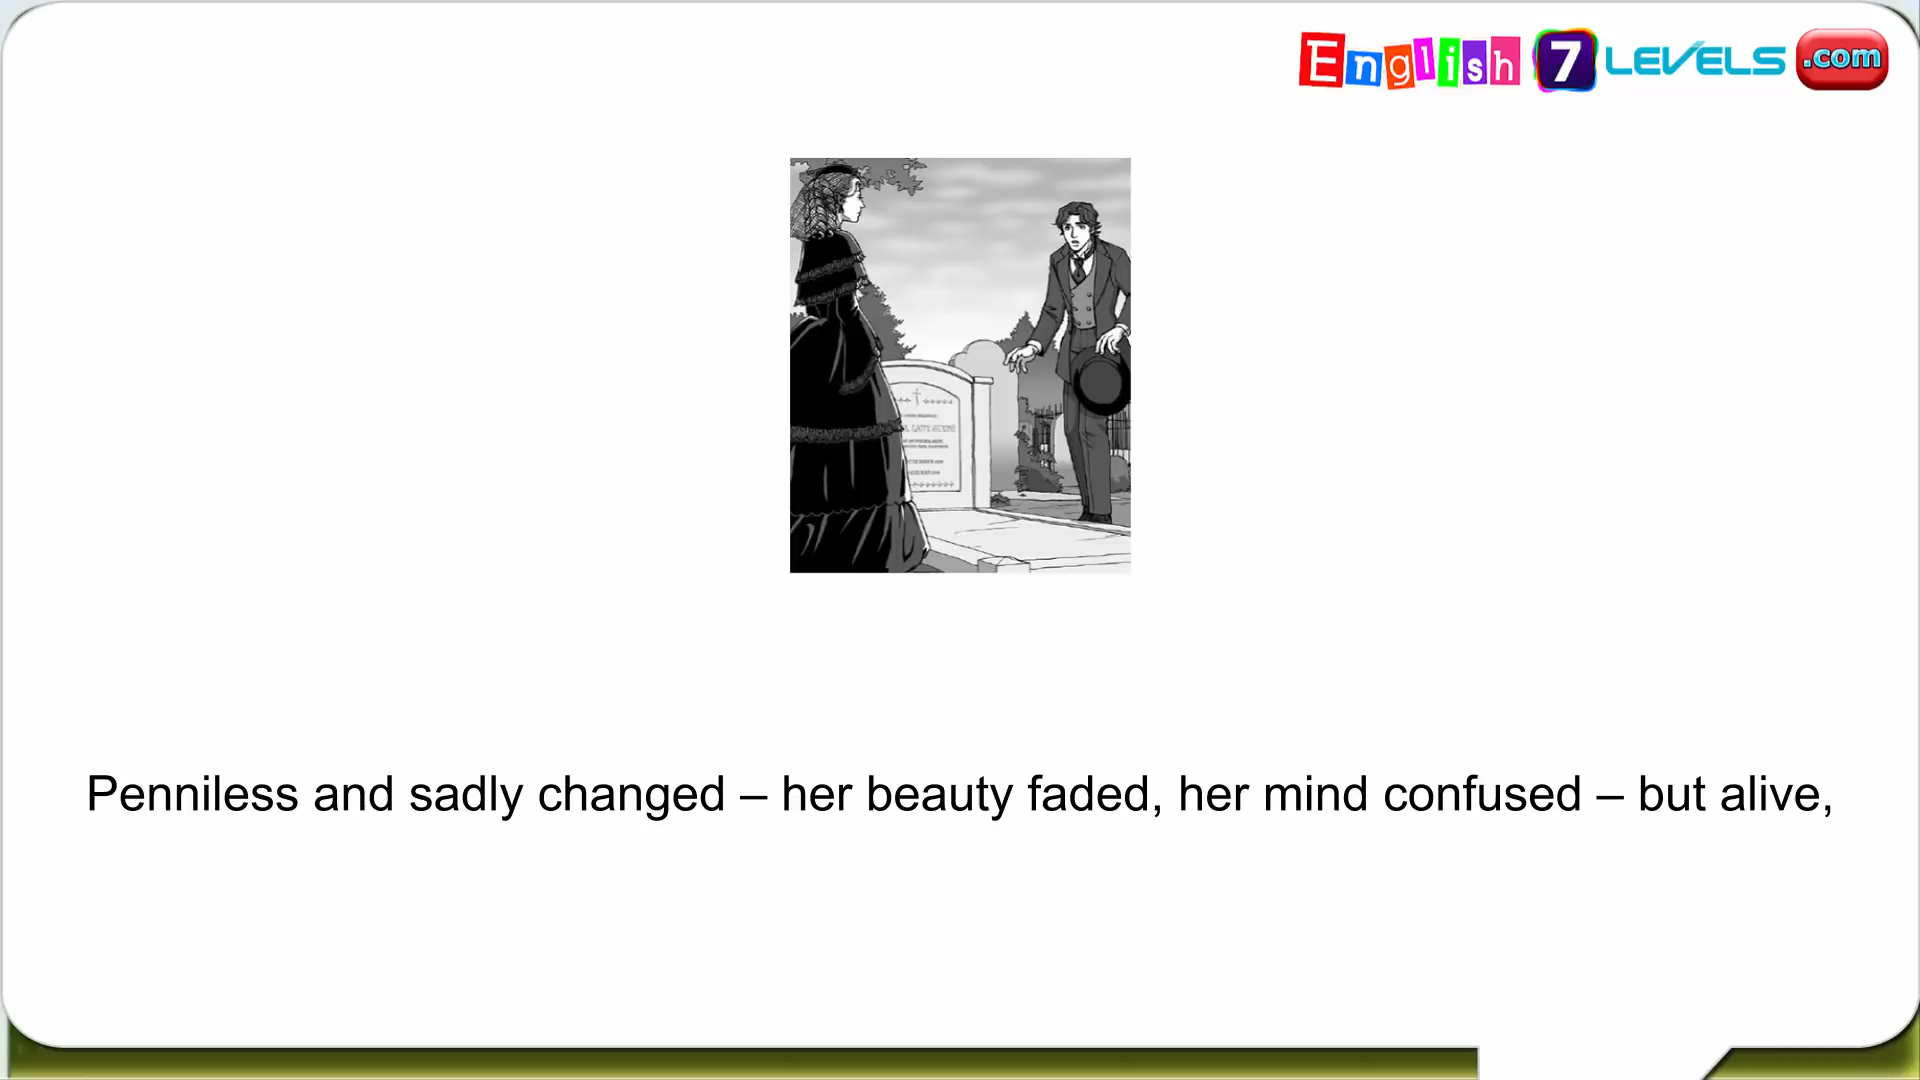 English 7 LEVELS .com
Penniless and sadly changed – her beauty faded, her mind confused – but alive,